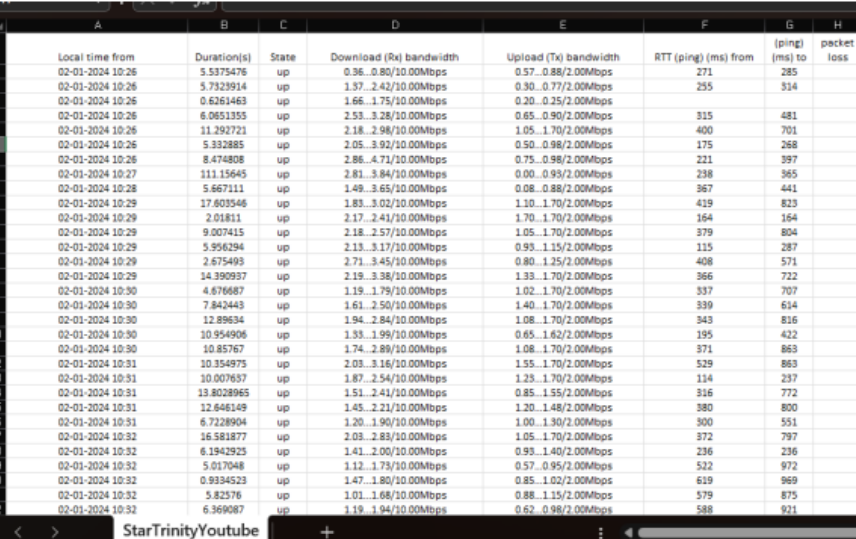 A B C D E F G H
(ping) packet
Local time from Duration(s) State Download (Rx) bandwidth Upload (Tx) bandwidth RTT (ping) (ms) from (ms) to loss
02-01-2024 10:26 5.5375476 up 0.36...0.80/10.00Mbps 0.57...0.88/2.00Mbps 271 285
02-01-2024 10:26 5.7323914 up 1.37...2.42/10.00Mbps 0.30...0.77/2.00Mbps 255 314
02-01-2024 10:26 0.6261463 up 1.66...1.75/10.00Mbps 0.20...0.25/2.00Mbps
02-01-2024 10:26 6.0651355 up 2.53...3.28/10.00Mbps 0.65...0.90/2.00Mbps 315 481
02-01-2024 10:26 11.292721 up 2.18...2.98/10.00Mbps 1.05...1.70/2.00Mbps 400 701
02-01-2024 10:26 5.332885 up 2.05...3.92/10.00Mbps 0.50...0.98/2.00Mbps 175 268
02-01-2024 10:26 8.474808 up 2.86...4.71/10.00Mbps 0.75...0.98/2.00Mbps 221 397
02-01-2024 10:27 111.15645 up 2.81...3.84/10.00Mbps 0.00...0.93/2.00Mbps 238 365
02-01-2024 10:28 5.667111 up 1.49...3.65/10.00Mbps 0.08...0.88/2.00Mbps 367 441
02-01-2024 10:29 17.603546 up 1.83...3.02/10.00Mbps 1.10...1.70/2.00Mbps 419 823
02-01-2024 10:29 2.01811 up 2.17...2.41/10.00Mbps 1.70...1.70/2.00Mbps 164 164
02-01-2024 10:29 9.007415 up 2.18...2.57/10.00Mbps 1.05...1.70/2.00Mbps 379 804
02-01-2024 10:29 5.956294 up 2.13...3.17/10.00Mbps 0.93...1.15/2.00Mbps 115 287
02-01-2024 10:29 2.675493 up 2.71...3.45/10.00Mbps 0.80...1.25/2.00Mbps 408 571
02-01-2024 10:29 14.390937 up 2.19...3.38/10.00Mbps 1.33...1.70/2.00Mbps 366 722
02-01-2024 10:30 4.676687 up 1.19...1.79/10.00Mbps 1.02...1.70/2.00Mbps 337 707
02-01-2024 10:30 7.842443 up 1.61...2.50/10.00Mbps 1.40...1.70/2.00Mbps 339 614
02-01-2024 10:30 12.89634 up 1.94...2.84/10.00Mbps 1.08...1.70/2.00Mbps 343 816
02-01-2024 10:30 10.954906 up 1.33...1.99/10.00Mbps 0.65...1.62/2.00Mbps 195 422
02-01-2024 10:30 10.85767 up 1.74...2.89/10.00Mbps 1.08...1.70/2.00Mbps 371 863
02-01-2024 10:31 10.354975 up 2.03...3.16/10.00Mbps 1.55...1.70/2.00Mbps 529 863
02-01-2024 10:31 10.007637 up 1.87...2.54/10.00Mbps 1.23...1.70/2.00Mbps 114 237
02-01-2024 10:31 13.8028965 up 1.51...2.41/10.00Mbps 0.85...1.55/2.00Mbps 316 772
02-01-2024 10:31 12.646149 up 1.45...2.21/10.00Mbps 1.20...1.48/2.00Mbps 380 800
02-01-2024 10:31 6.7228904 up 1.20...1.90/10.00Mbps 1.00...1.30/2.00Mbps 300 551
02-01-2024 10:32 16.581877 up 2.03...2.83/10.00Mbps 1.05...1.70/2.00Mbps 372 797
02-01-2024 10:32 6.1942925 up 1.41...2.00/10.00Mbps 0.93...1.40/2.00Mbps 236 236
02-01-2024 10:32 5.017048 up 1.12...1.73/10.00Mbps 0.57...0.95/2.00Mbps 522 972
02-01-2024 10:32 0.9334523 up 1.47...1.80/10.00Mbps 0.85...1.02/2.00Mbps 619 969
02-01-2024 10:32 5.82576 up 1.01...1.68/10.00Mbps 0.88...1.15/2.00Mbps 579 875
02-01-2024 10:32 6.369087 up 1.19...1.94/10.00Mbps 0.62...0.98/2.00Mbps 588 921
StarTrinityYoutube